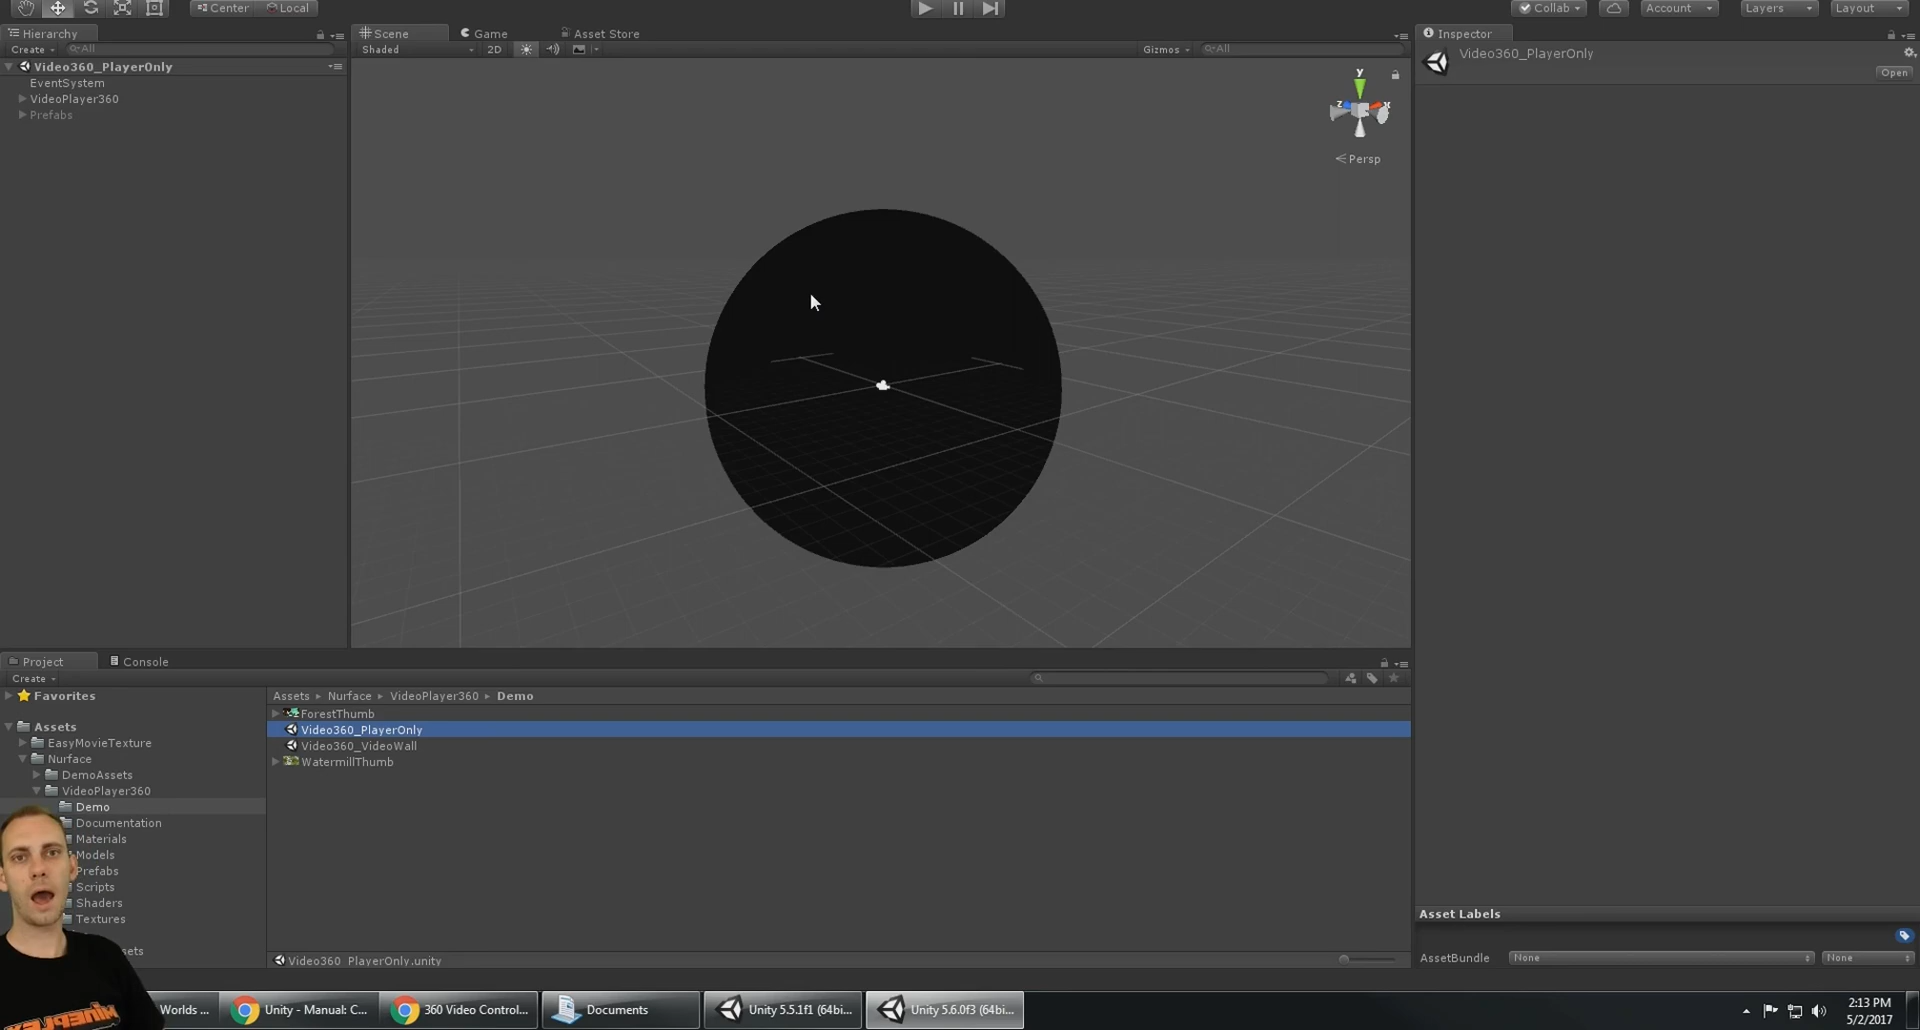 Center
Local
Collab
Account
Layers
Layout
Hierarchy
Create
All
Video360_PlayerOnly
EventSystem
VideoPlayer360
Prefabs
Scene
Game
Asset Store
Shaded
2D
Gizmos
All
y
z
x
Persp
Inspector
Video360_PlayerOnly
Open
Project
Console
Create
Favorites
Assets
EasyMovieTexture
Nurface
DemoAssets
VideoPlayer360
Demo
Documentation
Materials
Models
Prefabs
Scripts
Shaders
Textures
Assets ▸ Nurface ▸ VideoPlayer360 ▸ Demo
ForestThumb
Video360_PlayerOnly
Video360_VideoWall
WatermillThumb
Video360_PlayerOnly.unity
Asset Labels
AssetBundle
None
None
Worlds ...
Unity - Manual: C...
360 Video Control...
Documents
Unity 5.5.1f1 (64bi...
Unity 5.6.0f3 (64bi...
2:13 PM
5/2/2017